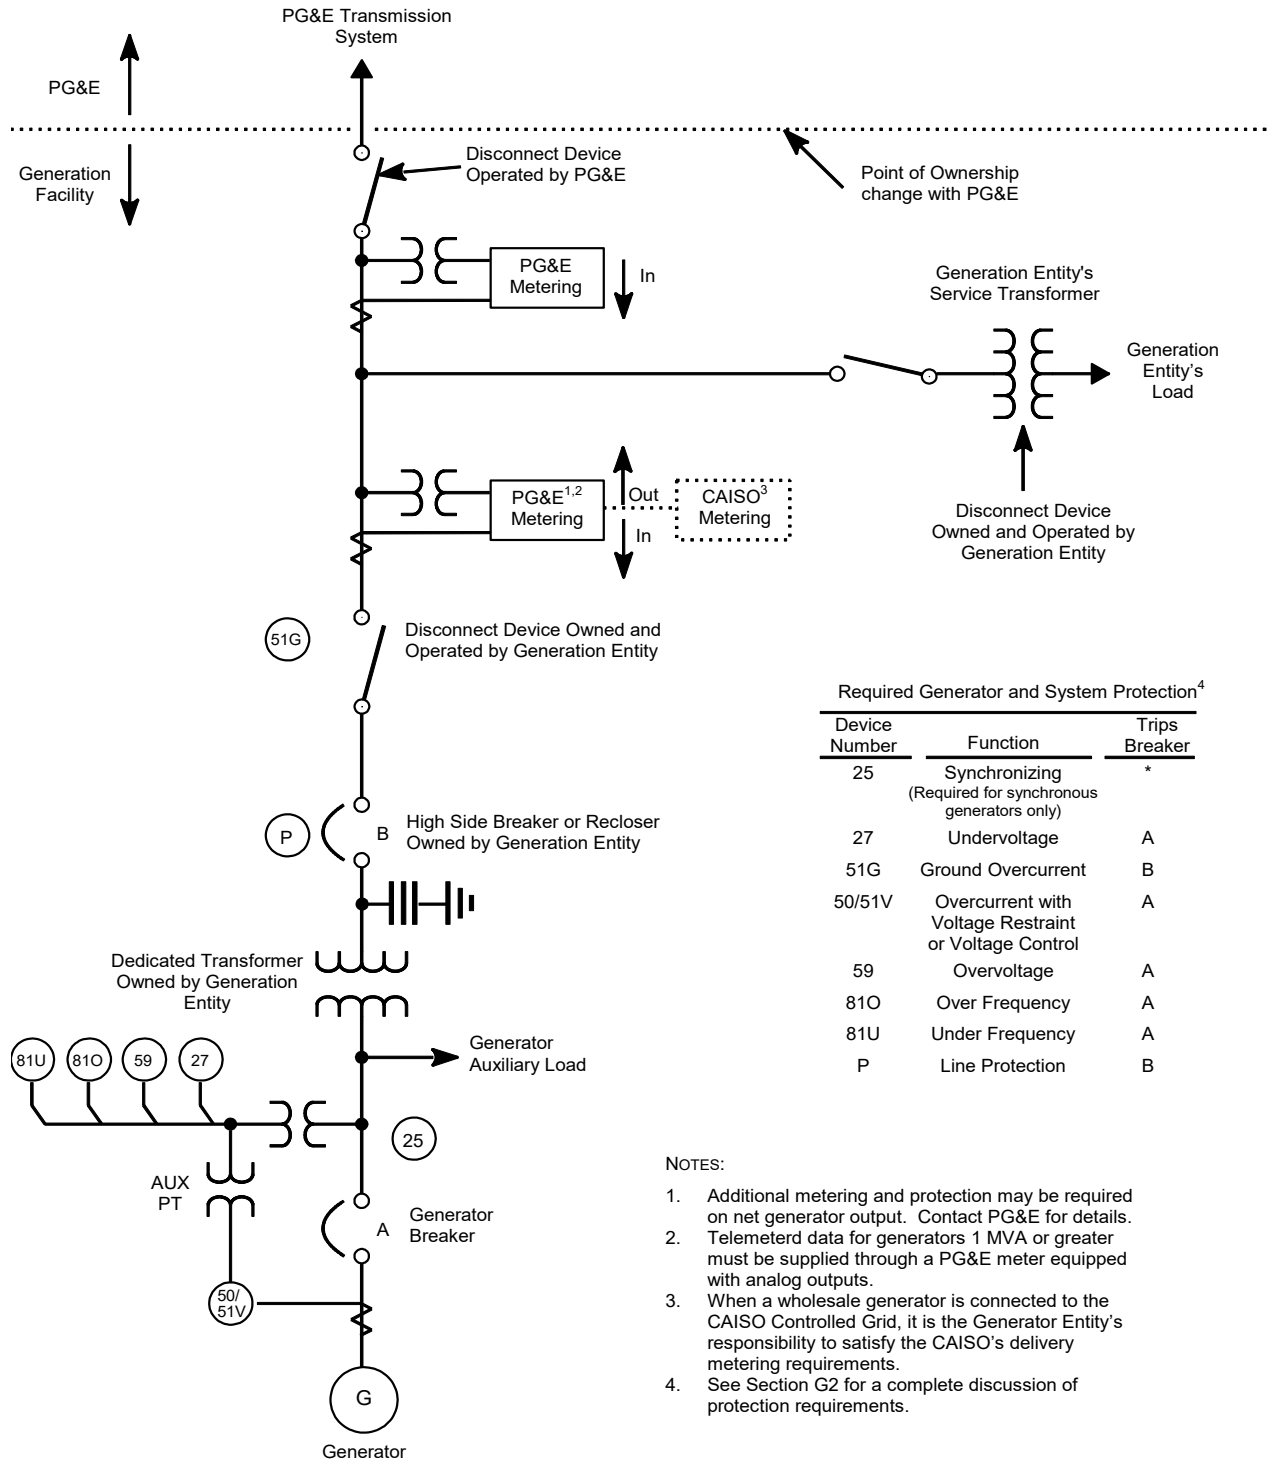 PG&E Transmission
System
PG&E
Generation
Facility
Disconnect Device
Operated by PG&E
Point of Ownership
change with PG&E
PG&E
Metering
In
Generation Entity's
Service Transformer
Generation
Entity's
Load
PG&E1,2
Metering
Out
In
CAISO3
Metering
Disconnect Device
Owned and Operated by
Generation Entity
51G
Disconnect Device Owned and
Operated by Generation Entity
P
B
High Side Breaker or Recloser
Owned by Generation Entity
Dedicated Transformer
Owned by Generation
Entity
Generator
Auxiliary Load
81U
81O
59
27
25
AUX
PT
A
Generator
Breaker
50/
51V
G
Generator
Required Generator and System Protection4
Device
Number
Function
Trips
Breaker
25 Synchronizing *
(Required for synchronous
generators only)
27 Undervoltage A
51G Ground Overcurrent B
50/51V Overcurrent with A
Voltage Restraint
or Voltage Control
59 Overvoltage A
81O Over Frequency A
81U Under Frequency A
P Line Protection B
NOTES:
1. Additional metering and protection may be required
on net generator output. Contact PG&E for details.
2. Telemeterd data for generators 1 MVA or greater
must be supplied through a PG&E meter equipped
with analog outputs.
3. When a wholesale generator is connected to the
CAISO Controlled Grid, it is the Generator Entity's
responsibility to satisfy the CAISO's delivery
metering requirements.
4. See Section G2 for a complete discussion of
protection requirements.